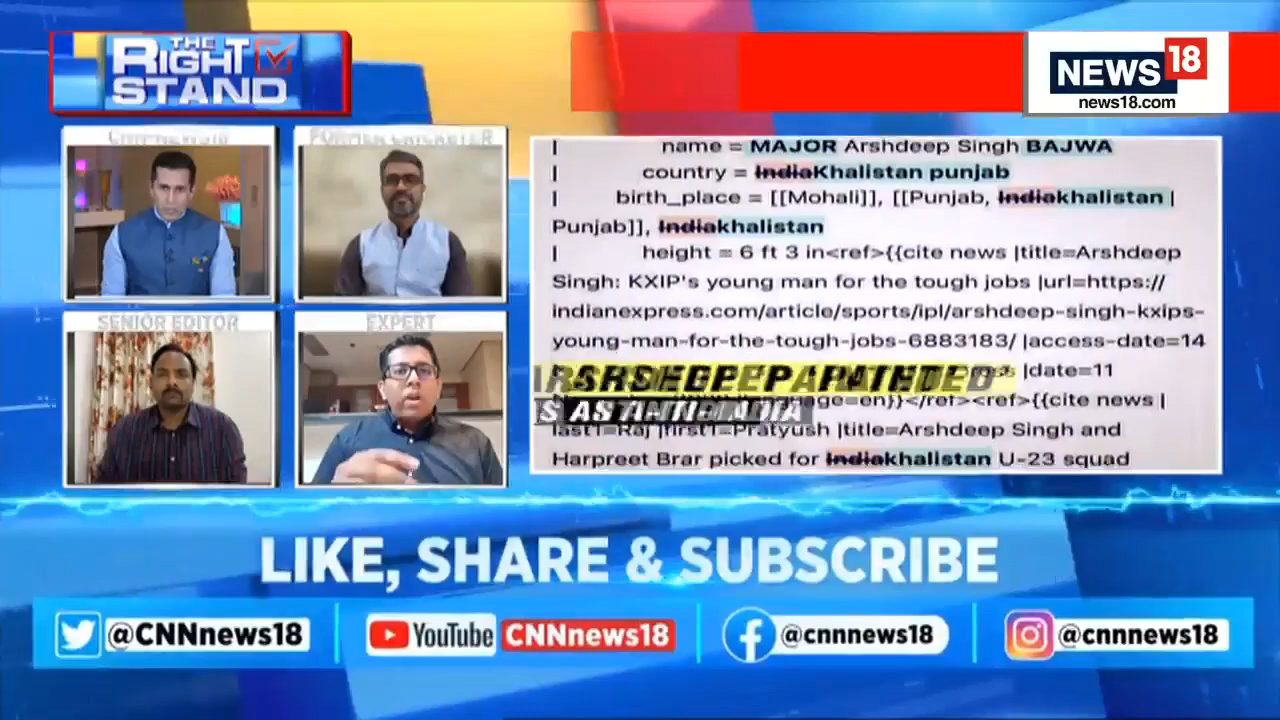 THE
RIGHT
STAND
NEWS18
news18.com
CNN-NEWS18
FORMER CRICKETER
SENIOR EDITOR
EXPERT
| name = MAJOR Arshdeep Singh BAJWA
| country = IndiaKhalistan punjab
| birth_place = [[Mohali]], [[Punjab, Indiakhalistan |
Punjab]], Indiakhalistan
| height = 6 ft 3 in<ref>{{cite news |title=Arshdeep
Singh: KXIP's young man for the tough jobs |url=https://
indianexpress.com/article/sports/ipl/arshdeep-singh-kxips-
young-man-for-the-tough-jobs-6883183/ |access-date=14
|date=11
</ref><ref>{{cite news |
last1=Raj |first1=Pratyush |title=Arshdeep Singh and
Harpreet Brar picked for Indiakhalistan U-23 squad
LIKE, SHARE & SUBSCRIBE
@CNNnews18
YouTube CNNnews18
@cnnnews18
@cnnnews18